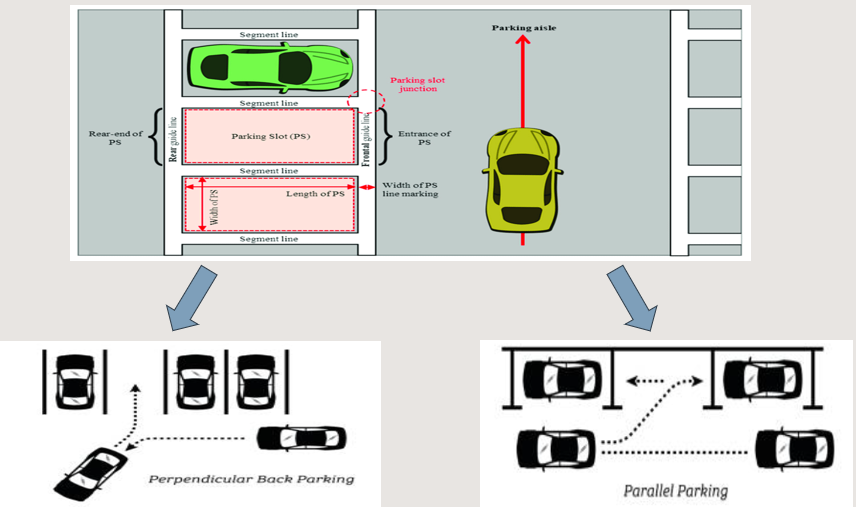 Segment line
Parking aisle
Parking slot
junction
Segment line
Rear-end of
PS
Rear guide line
Parking Slot (PS)
Frontal guide line
Entrance of
PS
Segment line
Width of PS
Length of PS
Width of PS
line marking
Segment line
Perpendicular Back Parking
Parallel Parking